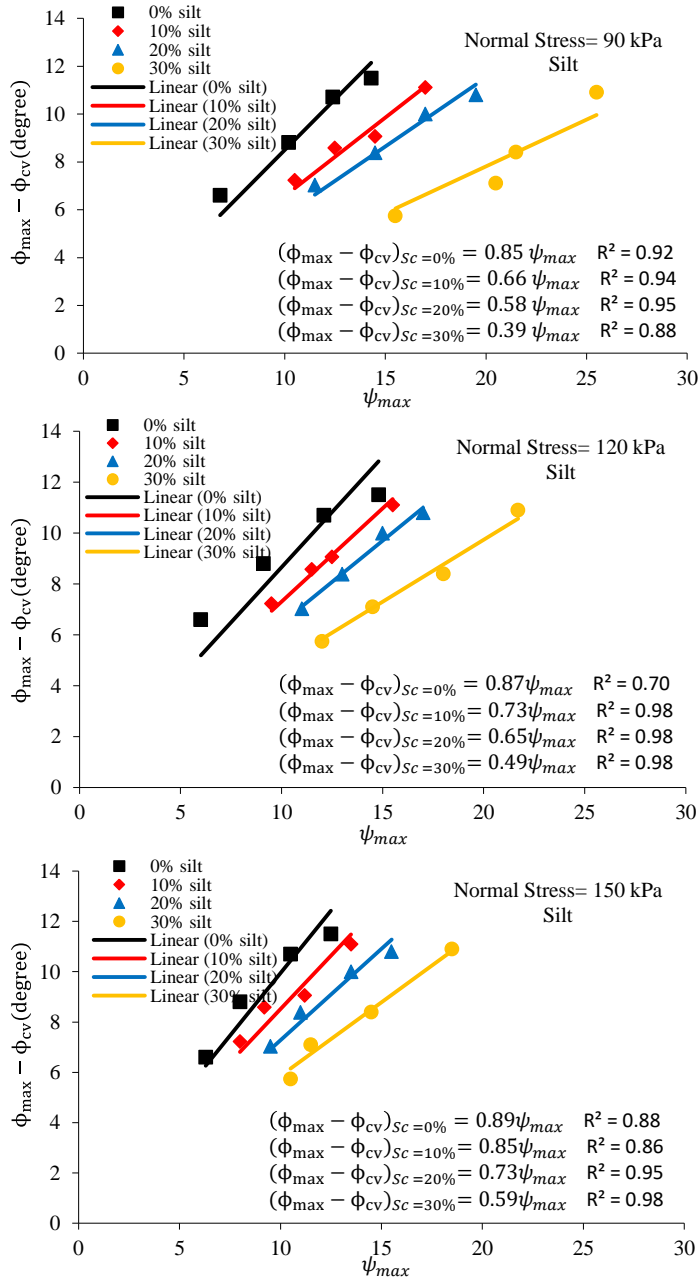 14
12
10
8
6
4
2
0
ϕmax − ϕcv(degree)
0% silt
10% silt
20% silt
30% silt
Linear (0% silt)
Linear (10% silt)
Linear (20% silt)
Linear (30% silt)
Normal Stress= 90 kPa
Silt
(ϕmax − ϕcv)Sc=0% = 0.85 ψmax R² = 0.92
(ϕmax − ϕcv)Sc=10% = 0.66 ψmax R² = 0.94
(ϕmax − ϕcv)Sc=20% = 0.58 ψmax R² = 0.95
(ϕmax − ϕcv)Sc=30% = 0.39 ψmax R² = 0.88
0 5 10 15 20 25 30
ψmax
14
12
10
8
6
4
2
0
ϕmax − ϕcv(degree)
0% silt
10% silt
20% silt
30% silt
Linear (0% silt)
Linear (10% silt)
Linear (20% silt)
Linear (30% silt)
Normal Stress= 120 kPa
Silt
(ϕmax − ϕcv)Sc=0% = 0.87ψmax R² = 0.70
(ϕmax − ϕcv)Sc=10%= 0.73ψmax R² = 0.98
(ϕmax − ϕcv)Sc=20%= 0.65ψmax R² = 0.98
(ϕmax − ϕcv)Sc=30%= 0.49ψmax R² = 0.98
0 5 10 15 20 25 30
ψmax
14
12
10
8
6
4
2
0
ϕmax − ϕcv(degree)
0% silt
10% silt
20% silt
30% silt
Linear (0% silt)
Linear (10% silt)
Linear (20% silt)
Linear (30% silt)
Normal Stress= 150 kPa
Silt
(ϕmax − ϕcv)Sc=0% = 0.89ψmax R² = 0.88
(ϕmax − ϕcv)Sc=10%= 0.85ψmax R² = 0.86
(ϕmax − ϕcv)Sc=20%= 0.73ψmax R² = 0.95
(ϕmax − ϕcv)Sc=30%= 0.59ψmax R² = 0.98
0 5 10 15 20 25 30
ψmax